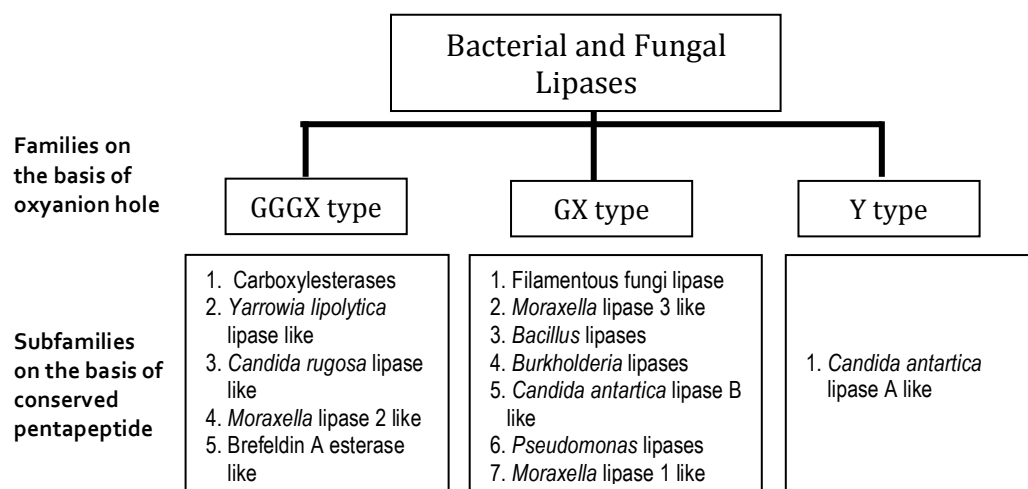 Bacterial and Fungal
Lipases
Families on
the basis of
oxyanion hole
GGGX type
GX type
Y type
Subfamilies
on the basis of
conserved
pentapeptide
1. Carboxylesterases
2. Yarrowia lipolytica
lipase like
3. Candida rugosa lipase
like
4. Moraxella lipase 2 like
5. Brefeldin A esterase
like
1. Filamentous fungi lipase
2. Moraxella lipase 3 like
3. Bacillus lipases
4. Burkholderia lipases
5. Candida antartica lipase B
like
6. Pseudomonas lipases
7. Moraxella lipase 1 like
1. Candida antartica
lipase A like